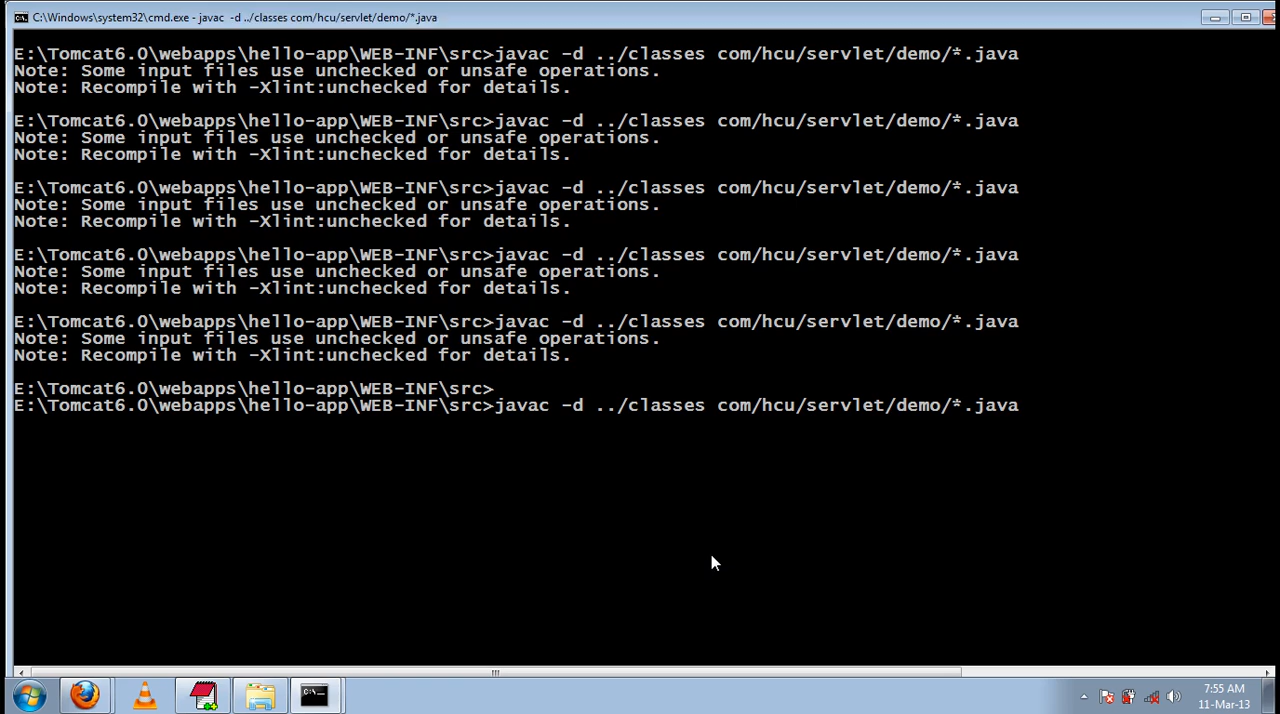 C:\Windows\system32\cmd.exe - javac -d ../classes com/hcu/servlet/demo/*.java
E:\Tomcat6.0\webapps\hello-app\WEB-INF\src>javac -d ../classes com/hcu/servlet/demo/*.java
Note: Some input files use unchecked or unsafe operations.
Note: Recompile with -Xlint:unchecked for details.
E:\Tomcat6.0\webapps\hello-app\WEB-INF\src>javac -d ../classes com/hcu/servlet/demo/*.java
Note: Some input files use unchecked or unsafe operations.
Note: Recompile with -Xlint:unchecked for details.
E:\Tomcat6.0\webapps\hello-app\WEB-INF\src>javac -d ../classes com/hcu/servlet/demo/*.java
Note: Some input files use unchecked or unsafe operations.
Note: Recompile with -Xlint:unchecked for details.
E:\Tomcat6.0\webapps\hello-app\WEB-INF\src>javac -d ../classes com/hcu/servlet/demo/*.java
Note: Some input files use unchecked or unsafe operations.
Note: Recompile with -Xlint:unchecked for details.
E:\Tomcat6.0\webapps\hello-app\WEB-INF\src>javac -d ../classes com/hcu/servlet/demo/*.java
Note: Some input files use unchecked or unsafe operations.
Note: Recompile with -Xlint:unchecked for details.
E:\Tomcat6.0\webapps\hello-app\WEB-INF\src>
E:\Tomcat6.0\webapps\hello-app\WEB-INF\src>javac -d ../classes com/hcu/servlet/demo/*.java
7:55 AM
11-Mar-13